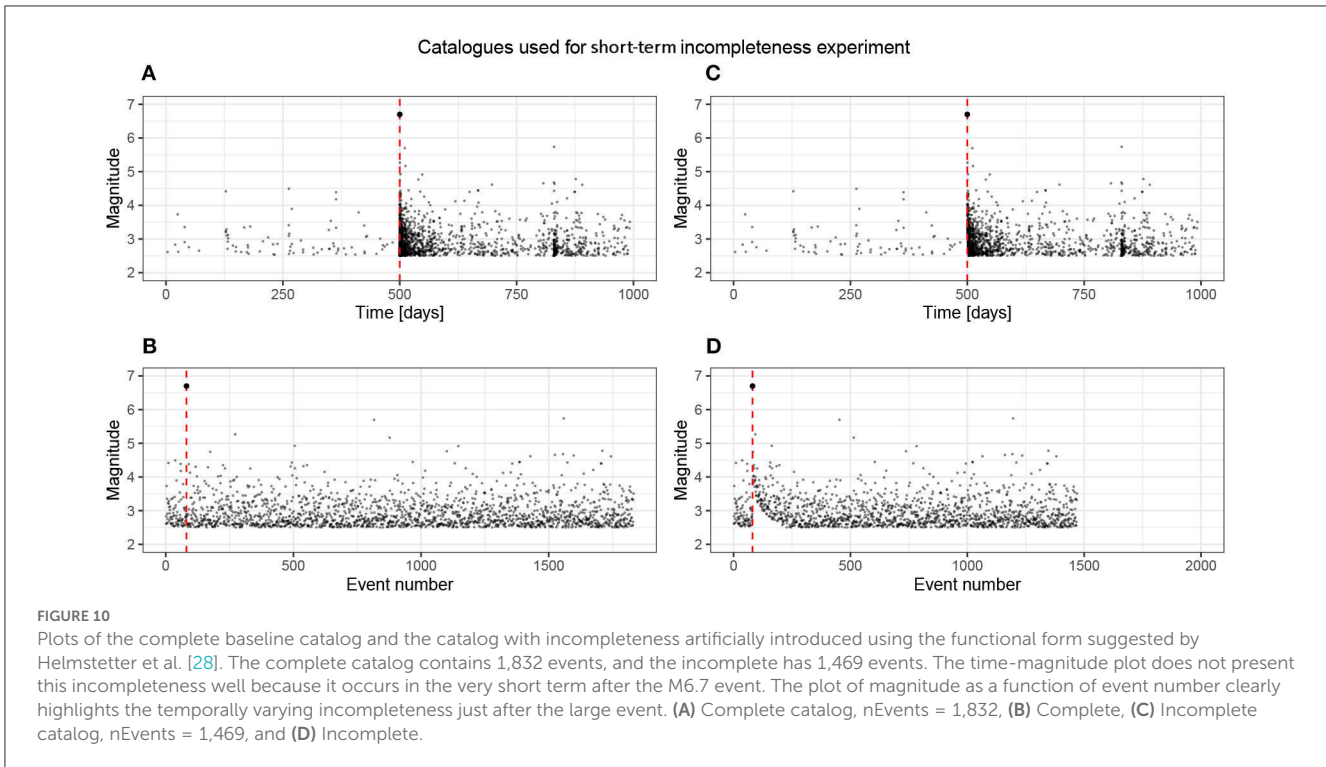 Catalogues used for short-term incompleteness experiment
A
7
6
5
4
3
2
Magnitude
0 250 500 750 1000
Time [days]
C
7
6
5
4
3
2
Magnitude
0 250 500 750 1000
Time [days]
B
7
6
5
4
3
2
Magnitude
0 500 1000 1500
Event number
D
7
6
5
4
3
2
Magnitude
0 500 1000 1500 2000
Event number
FIGURE 10
Plots of the complete baseline catalog and the catalog with incompleteness artificially introduced using the functional form suggested by
Helmstetter et al. [28]. The complete catalog contains 1,832 events, and the incomplete has 1,469 events. The time-magnitude plot does not present
this incompleteness well because it occurs in the very short term after the M6.7 event. The plot of magnitude as a function of event number clearly
highlights the temporally varying incompleteness just after the large event. (A) Complete catalog, nEvents = 1,832, (B) Complete, (C) Incomplete
catalog, nEvents = 1,469, and (D) Incomplete.